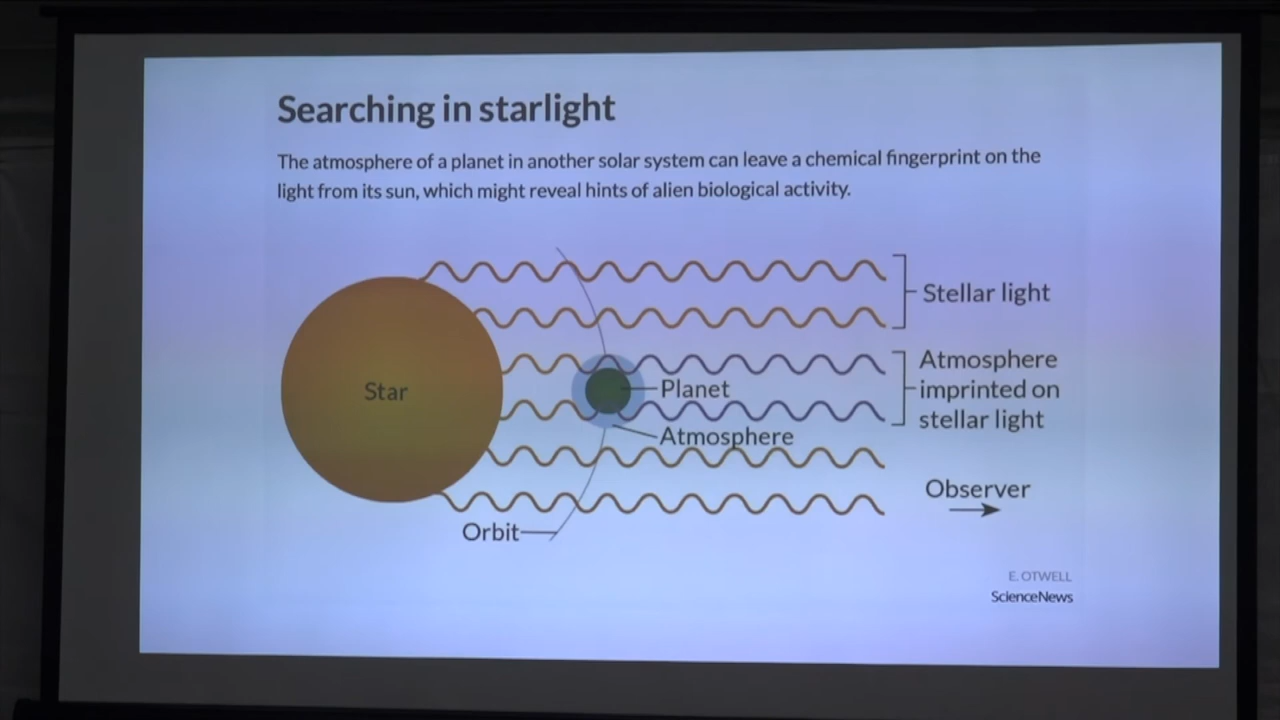 Searching in starlight
The atmosphere of a planet in another solar system can leave a chemical fingerprint on the
light from its sun, which might reveal hints of alien biological activity.
Stellar light
Star
Planet
Atmosphere
Atmosphere
imprinted on
stellar light
Observer
Orbit
E. OTWELL
ScienceNews